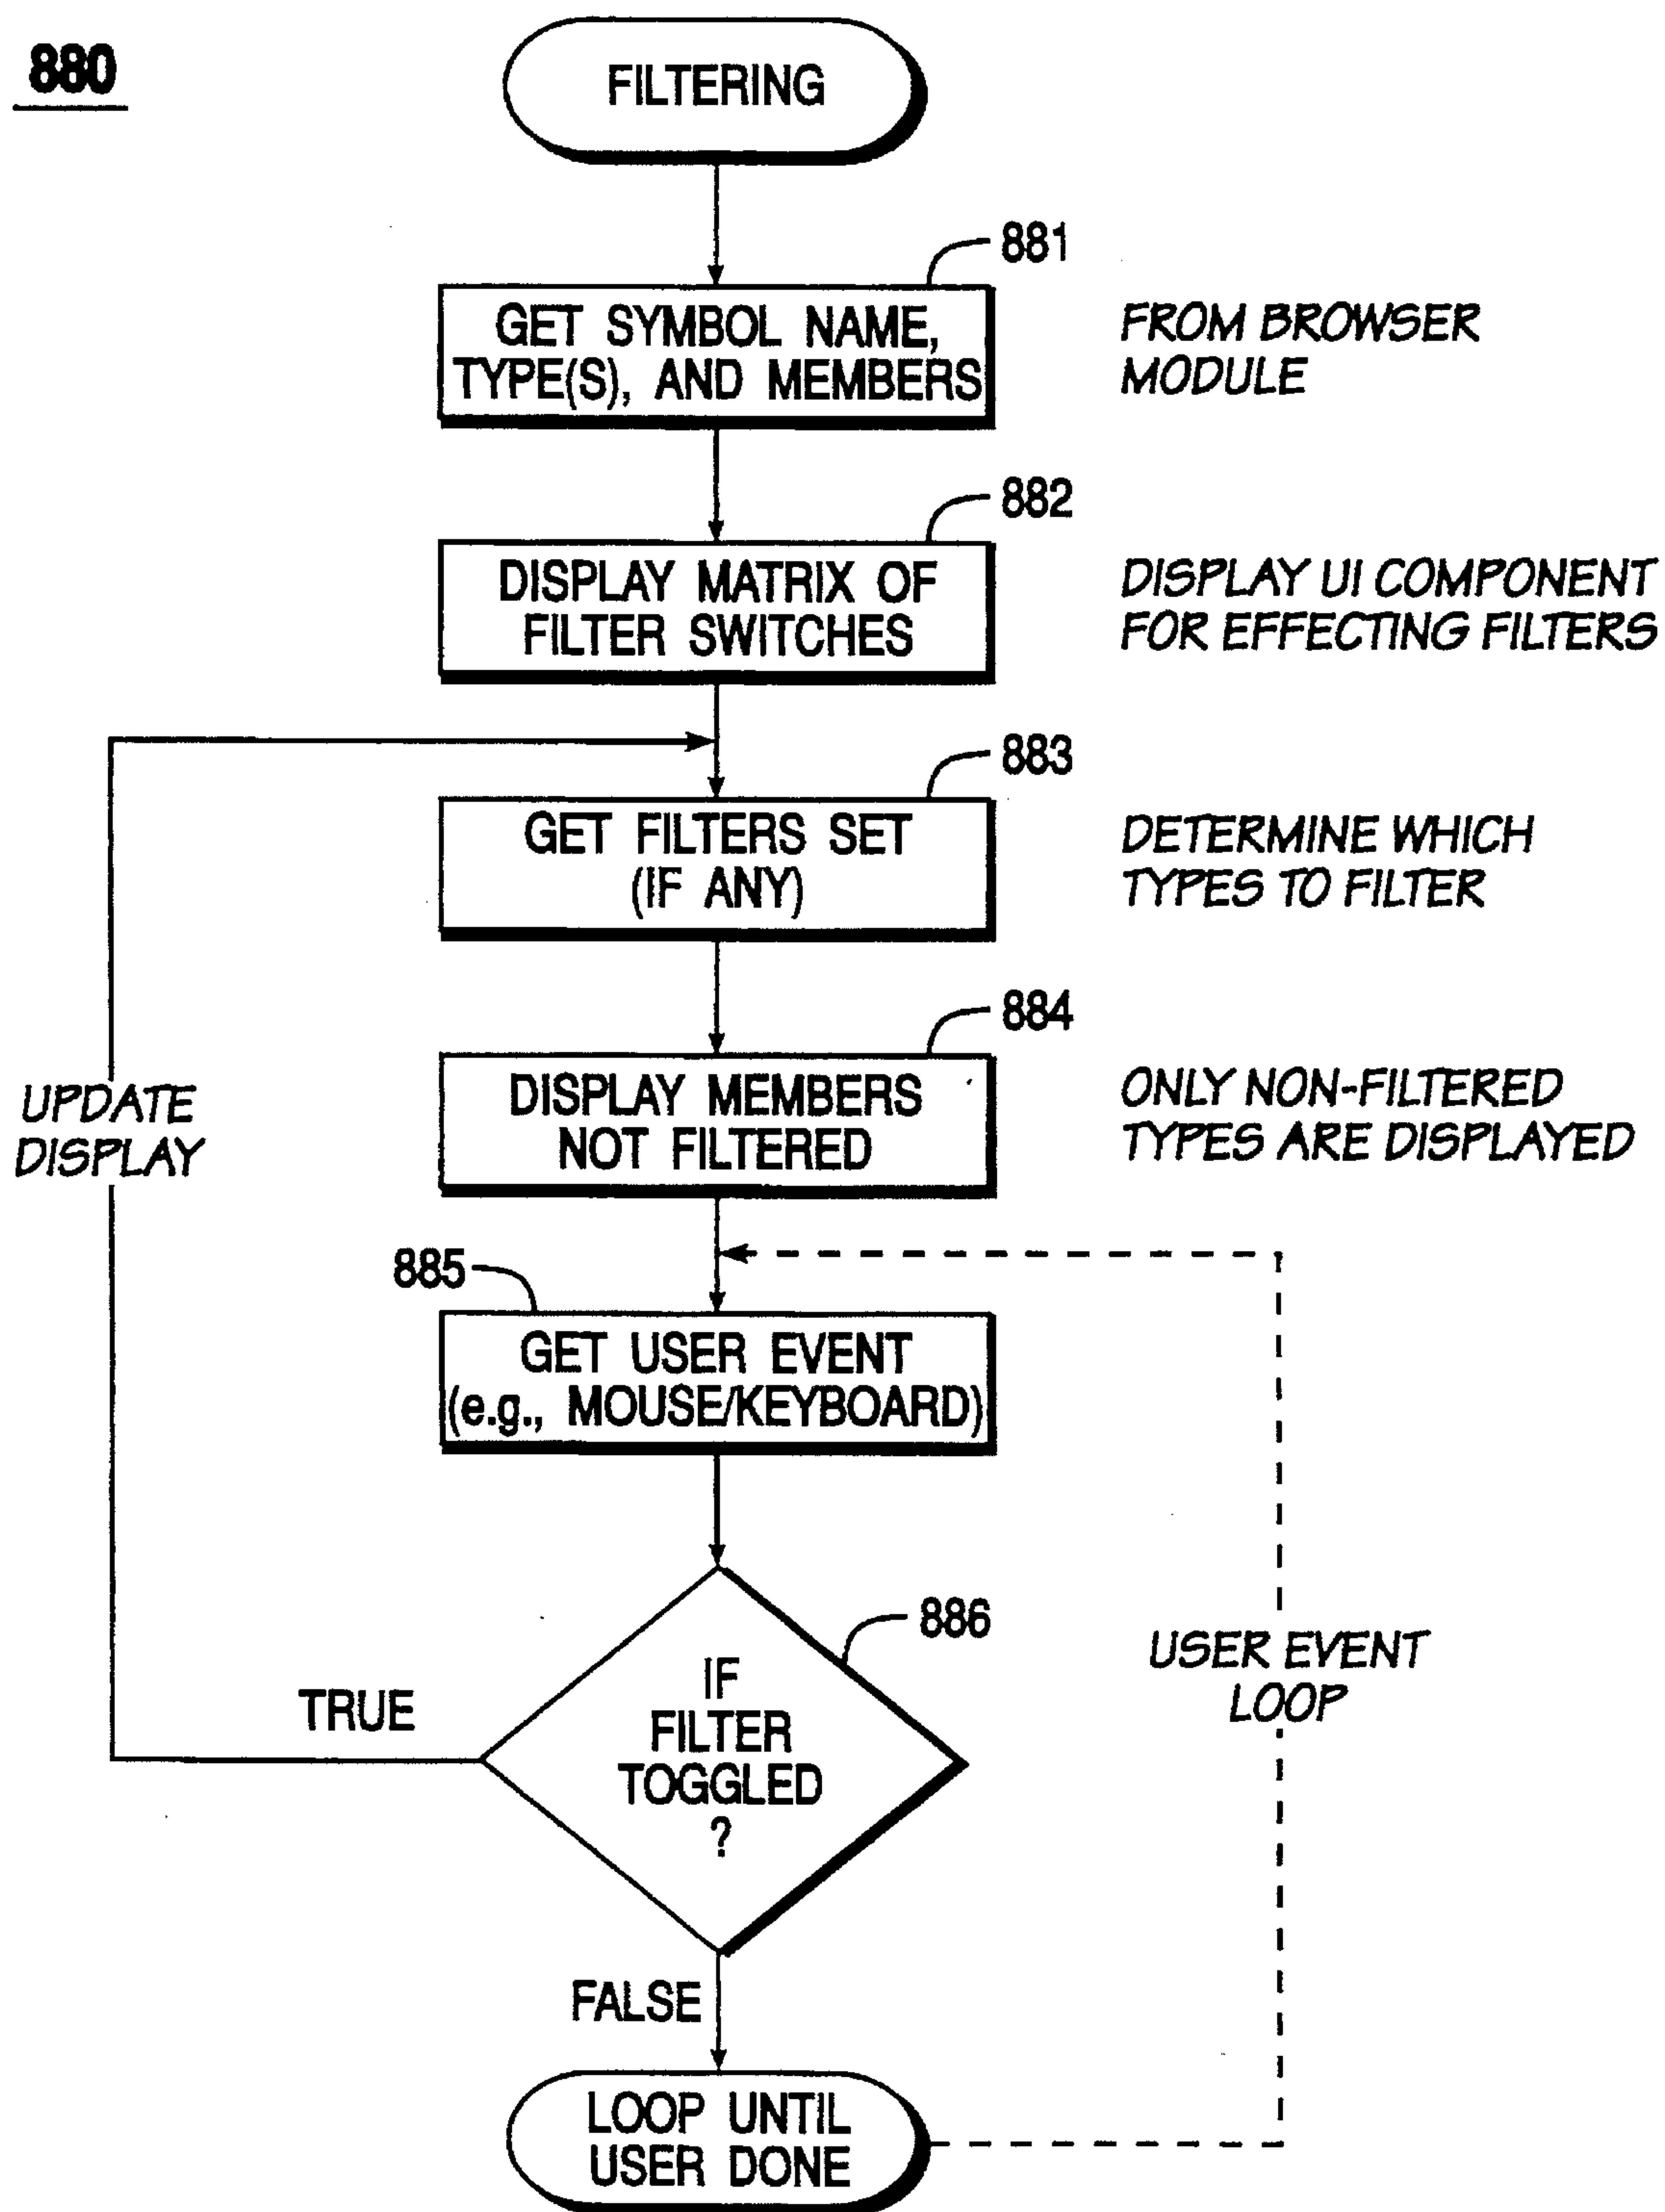 880
FILTERING
881
GET SYMBOL NAME,
TYPE(S), AND MEMBERS
FROM BROWSER
MODULE
882
DISPLAY MATRIX OF
FILTER SWITCHES
DISPLAY UI COMPONENT
FOR EFFECTING FILTERS
883
GET FILTERS SET
(IF ANY)
DETERMINE WHICH
TYPES TO FILTER
884
DISPLAY MEMBERS
NOT FILTERED
ONLY NON-FILTERED
TYPES ARE DISPLAYED
UPDATE
DISPLAY
885
GET USER EVENT
(e.g., MOUSE/KEYBOARD)
886
IF
FILTER
TOGGLED
?
TRUE
USER EVENT
LOOP
FALSE
LOOP UNTIL
USER DONE